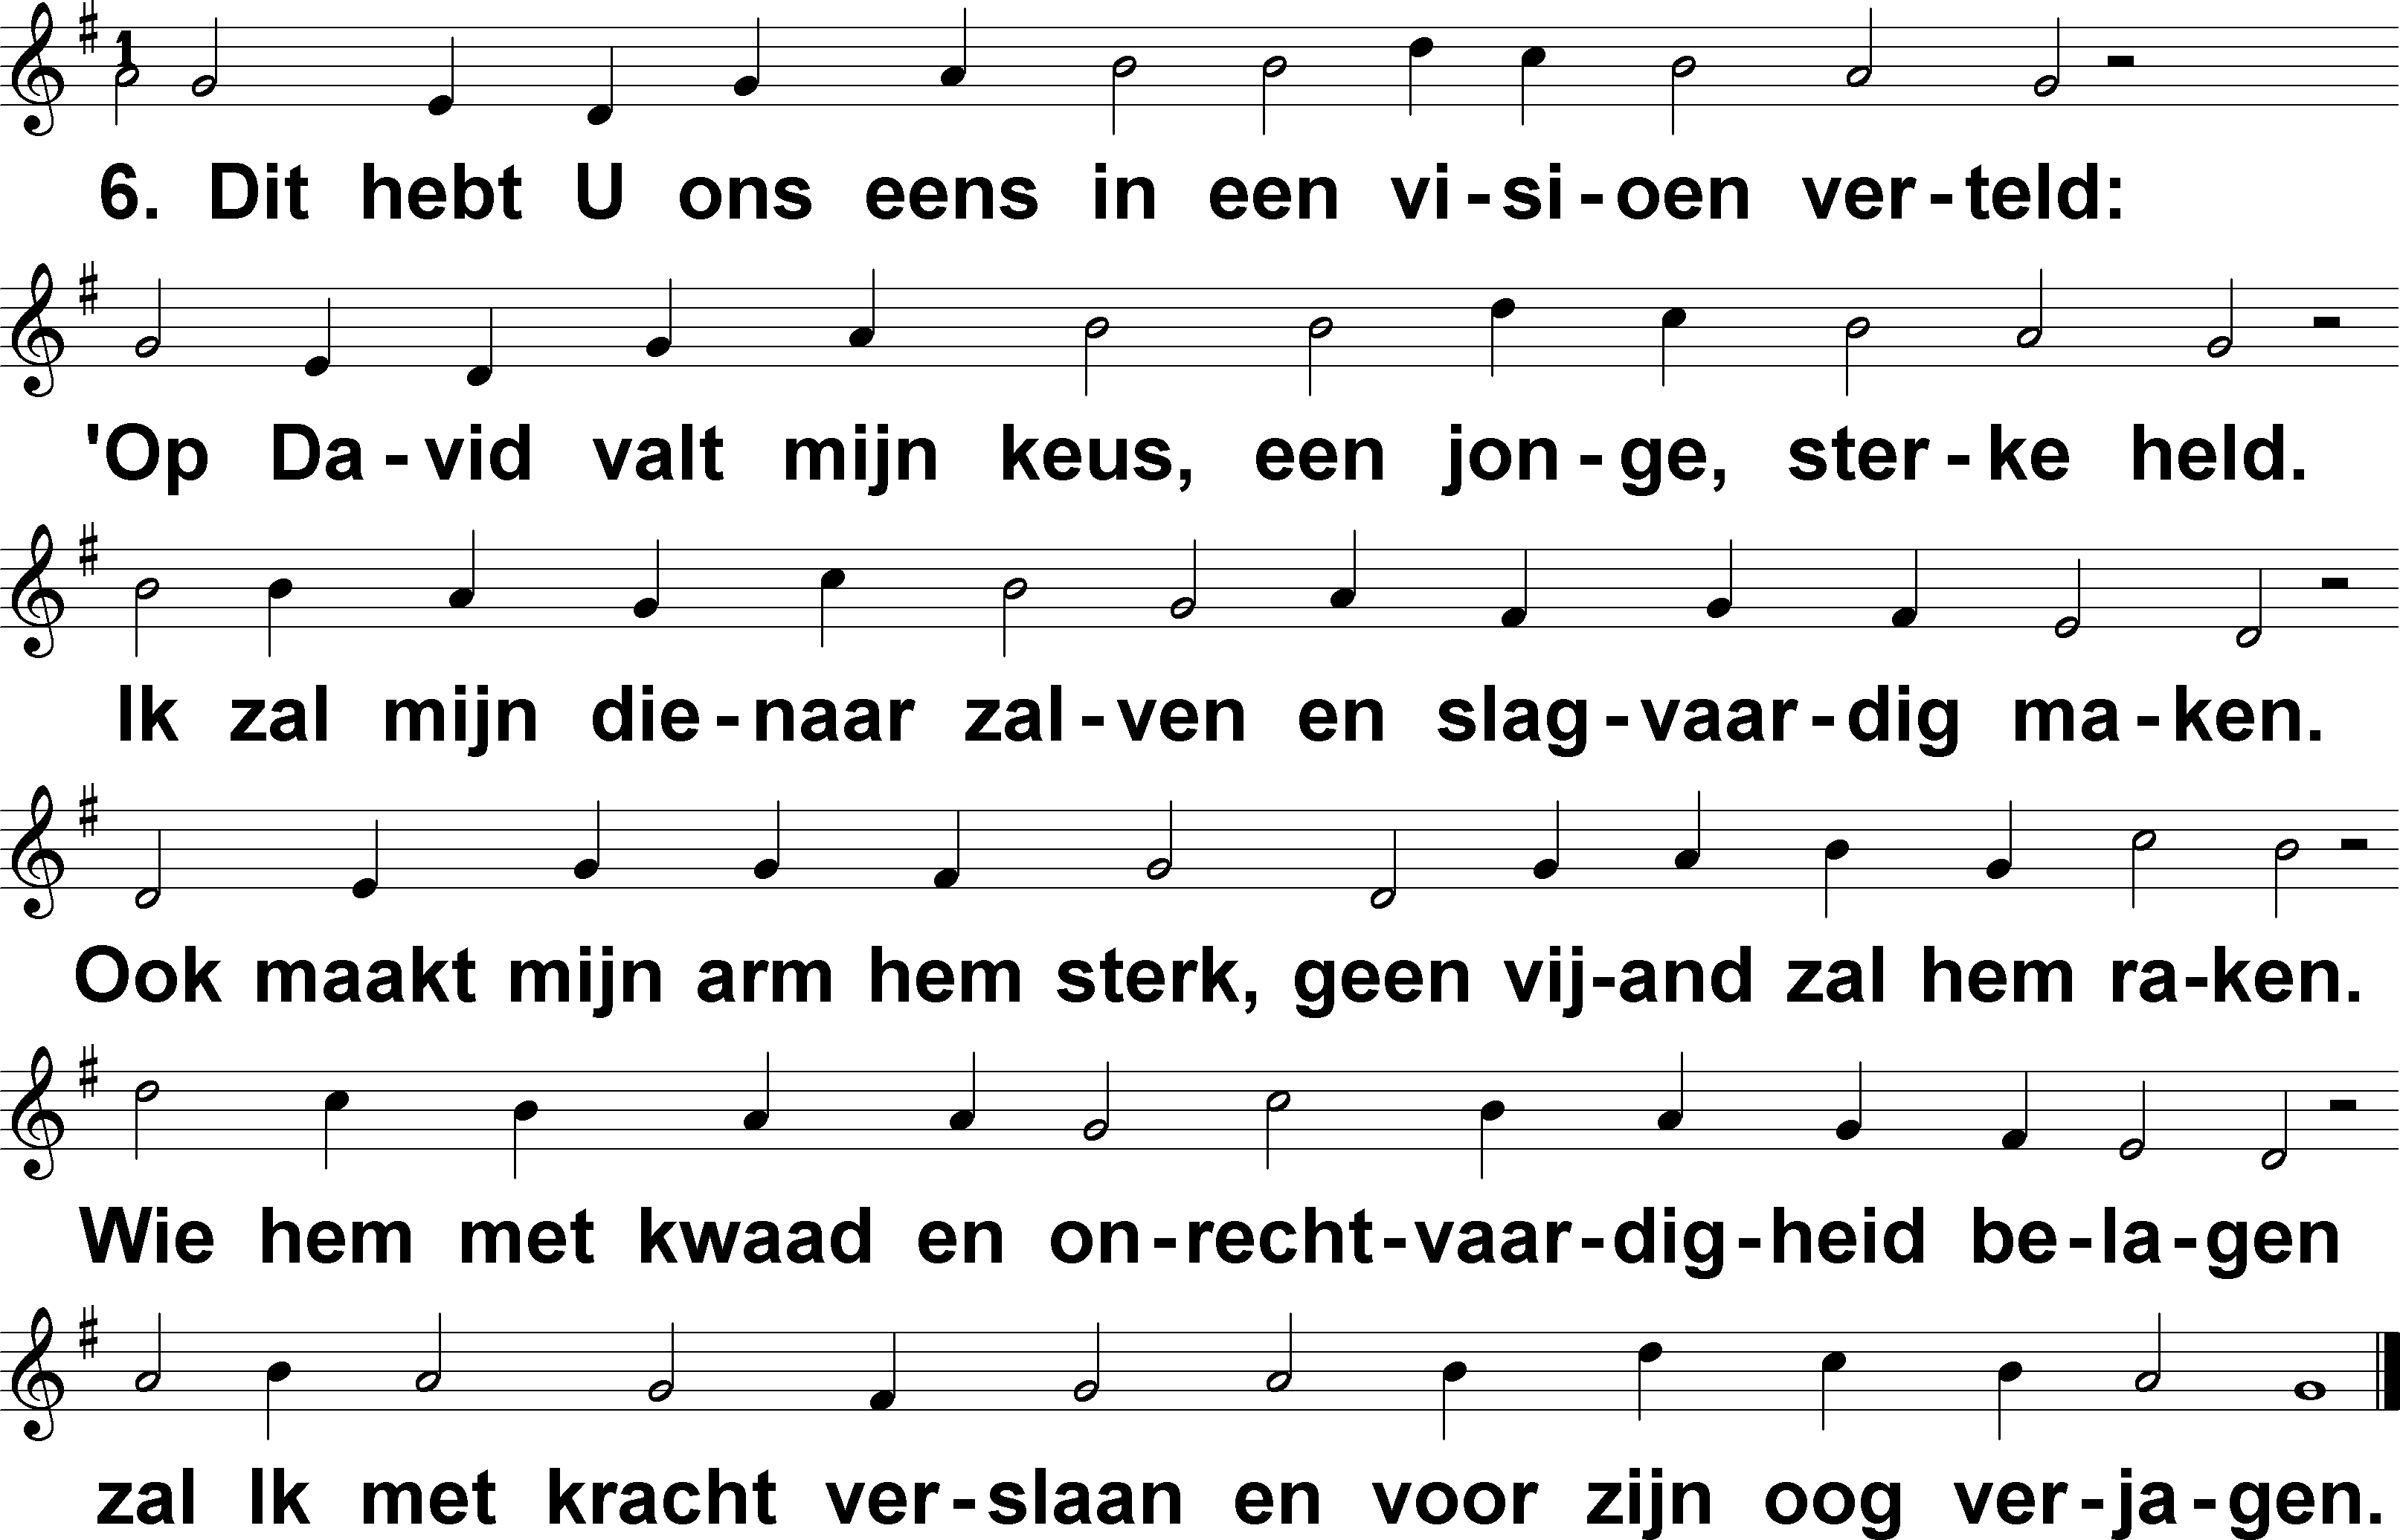 1
6. Dit hebt U ons eens in een vi-si-oen ver-teld:
'Op Da-vid valt mijn keus, een jon-ge, ster-ke held.
Ik zal mijn die-naar zal-ven en slag-vaar-dig ma-ken.
Ook maakt mijn arm hem sterk, geen vij-and zal hem ra-ken.
Wie hem met kwaad en on-recht-vaar-dig-heid be-la-gen
zal Ik met kracht ver-slaan en voor zijn oog ver-ja-gen.